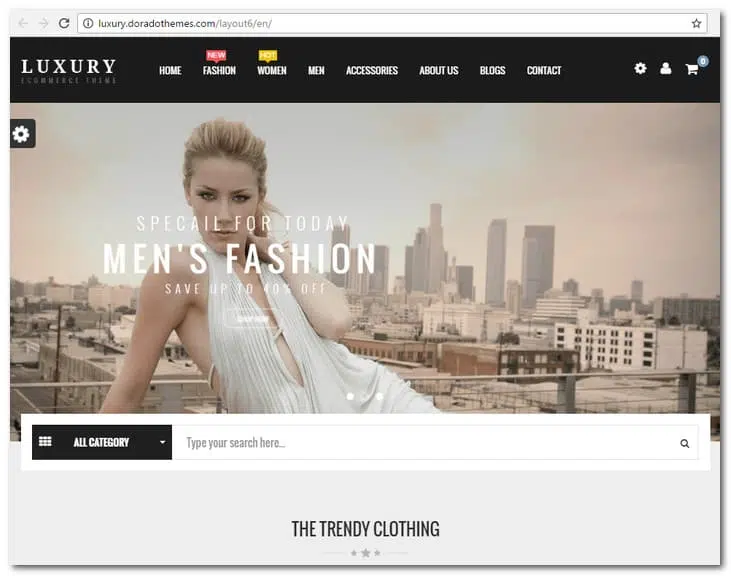 luxury.doradothemes.com/layout6/en/
NEW
HOT
LUXURY
ECOMMERCE THEME
HOME
FASHION
WOMEN
MEN
ACCESSORIES
ABOUT US
BLOGS
CONTACT
0
SPECAIL FOR TODAY
MEN'S FASHION
SAVE UP TO 40% OFF
SHOP NOW
ALL CATEGORY
Type your search here...
THE TRENDY CLOTHING